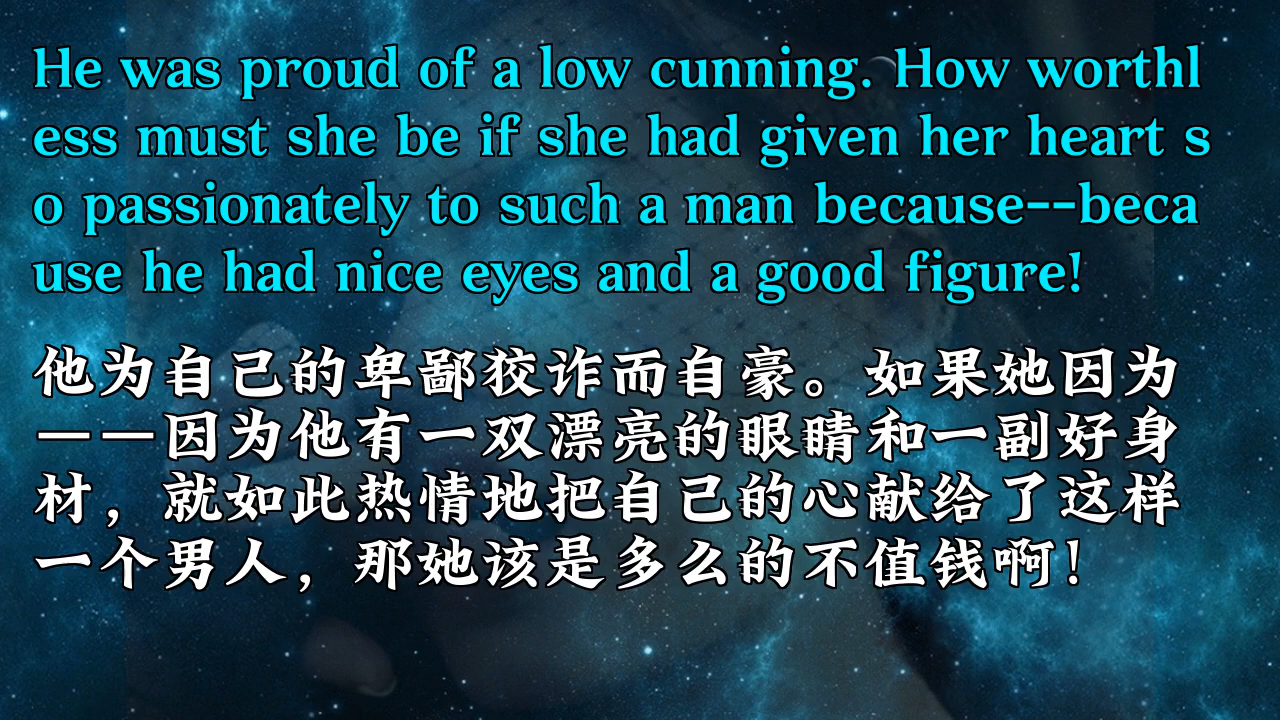 He was proud of a low cunning. How worthl
ess must she be if she had given her heart s
o passionately to such a man because--beca
use he had nice eyes and a good figure!
他为自己的卑鄙狡诈而自豪。如果她因为
——因为他有一双漂亮的眼睛和一副好身
材，就如此热情地把自己的心献给了这样
一个男人，那她该是多么的不值钱啊！